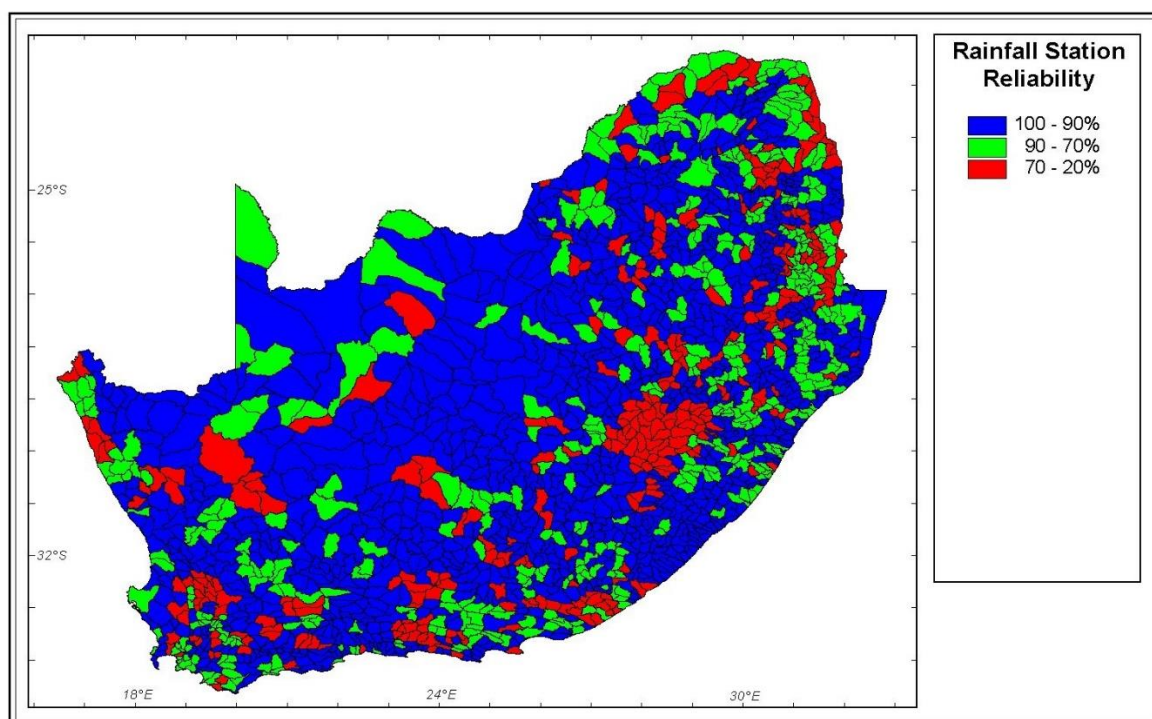 Rainfall Station
Reliability
100 - 90%
90 - 70%
70 - 20%
25°S
32°S
18°E
24°E
30°E